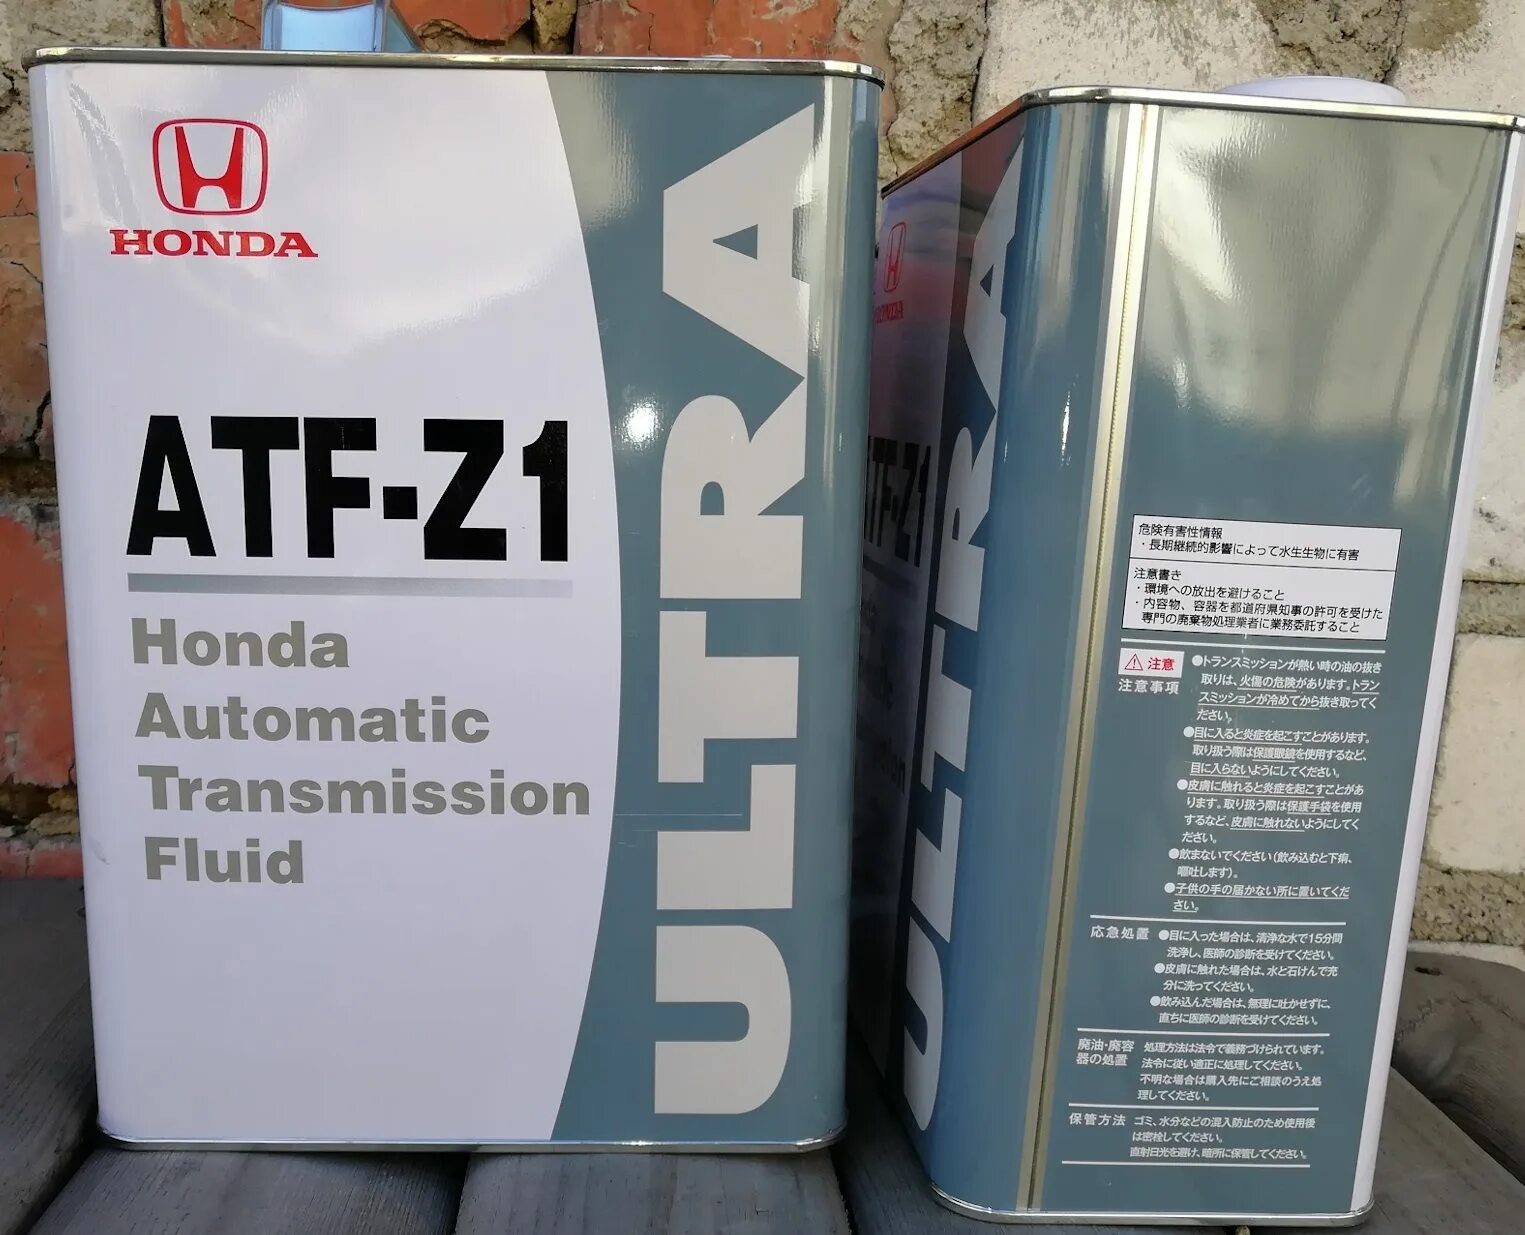 HONDA
ATF-Z1
Honda
Automatic
Transmission
Fluid
ULTRA
HONDA
ATF-Z1
ULTRA
危険有害性情報
・長期継続的影響によって水生生物に有害
注意書き
・環境への放出を避けること
・内容物、容器を都道府県知事の許可を受けた
専門の廃棄物処理業者に業務委託すること
注意
注意事項
●トランスミッションが熱い時の油の抜き
取りは、火傷の危険があります。トラン
スミッションが冷めてから抜き取ってく
ださい。
●目に入ると炎症を起こすことがあります。
取り扱う際は保護眼鏡を使用するなど、
目に入らないようにしてください。
●皮膚に触れると炎症を起こすことがあ
ります。取り扱う際は保護手袋を使用
するなど、皮膚に触れないようにしてく
ださい。
●飲まないでください(飲み込むと下痢、
嘔吐します)。
●子供の手の届かない所に置いてくだ
さい。
応急処置
●目に入った場合は、清浄な水で15分間
洗浄し、医師の診断を受けてください。
●皮膚に触れた場合は、水と石けんで充
分に洗ってください。
●飲み込んだ場合は、無理に吐かせずに、
直ちに医師の診断を受けてください。
廃油・廃容
器の処置
処理方法は法令で義務づけられています。
法令に従い適正に処理してください。
不明な場合は購入先にご相談のうえ処
理してください。
保管方法
ゴミ、水分などの混入防止のため使用後
は密栓してください。
直射日光を避け、暗所に保管してください。